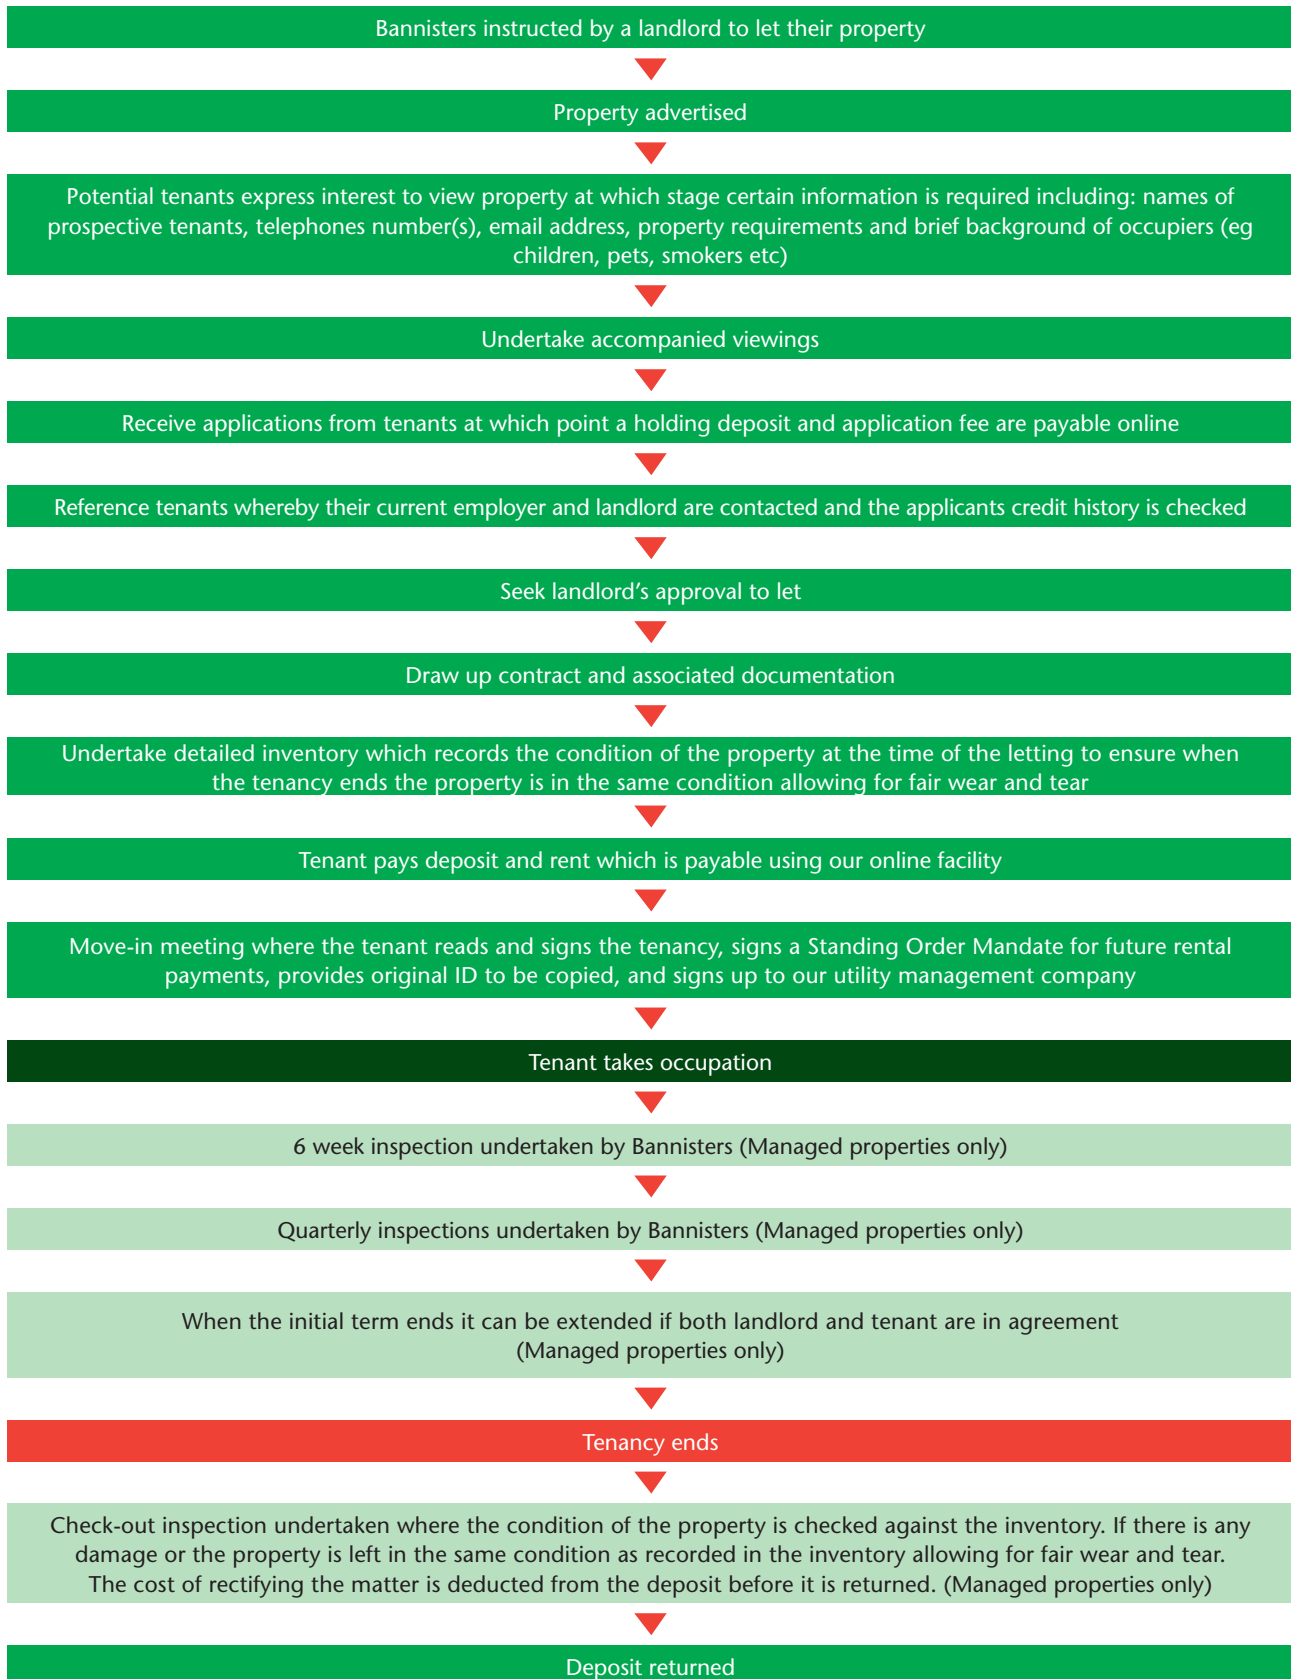 Bannisters instructed by a landlord to let their property
Property advertised
Potential tenants express interest to view property at which stage certain information is required including: names of
prospective tenants, telephones number(s), email address, property requirements and brief background of occupiers (eg
children, pets, smokers etc)
Undertake accompanied viewings
Receive applications from tenants at which point a holding deposit and application fee are payable online
Reference tenants whereby their current employer and landlord are contacted and the applicants credit history is checked
Seek landlord’s approval to let
Draw up contract and associated documentation
Undertake detailed inventory which records the condition of the property at the time of the letting to ensure when
the tenancy ends the property is in the same condition allowing for fair wear and tear
Tenant pays deposit and rent which is payable using our online facility
Move-in meeting where the tenant reads and signs the tenancy, signs a Standing Order Mandate for future rental
payments, provides original ID to be copied, and signs up to our utility management company
Tenant takes occupation
6 week inspection undertaken by Bannisters (Managed properties only)
Quarterly inspections undertaken by Bannisters (Managed properties only)
When the initial term ends it can be extended if both landlord and tenant are in agreement
(Managed properties only)
Tenancy ends
Check-out inspection undertaken where the condition of the property is checked against the inventory. If there is any
damage or the property is left in the same condition as recorded in the inventory allowing for fair wear and tear.
The cost of rectifying the matter is deducted from the deposit before it is returned. (Managed properties only)
Deposit returned